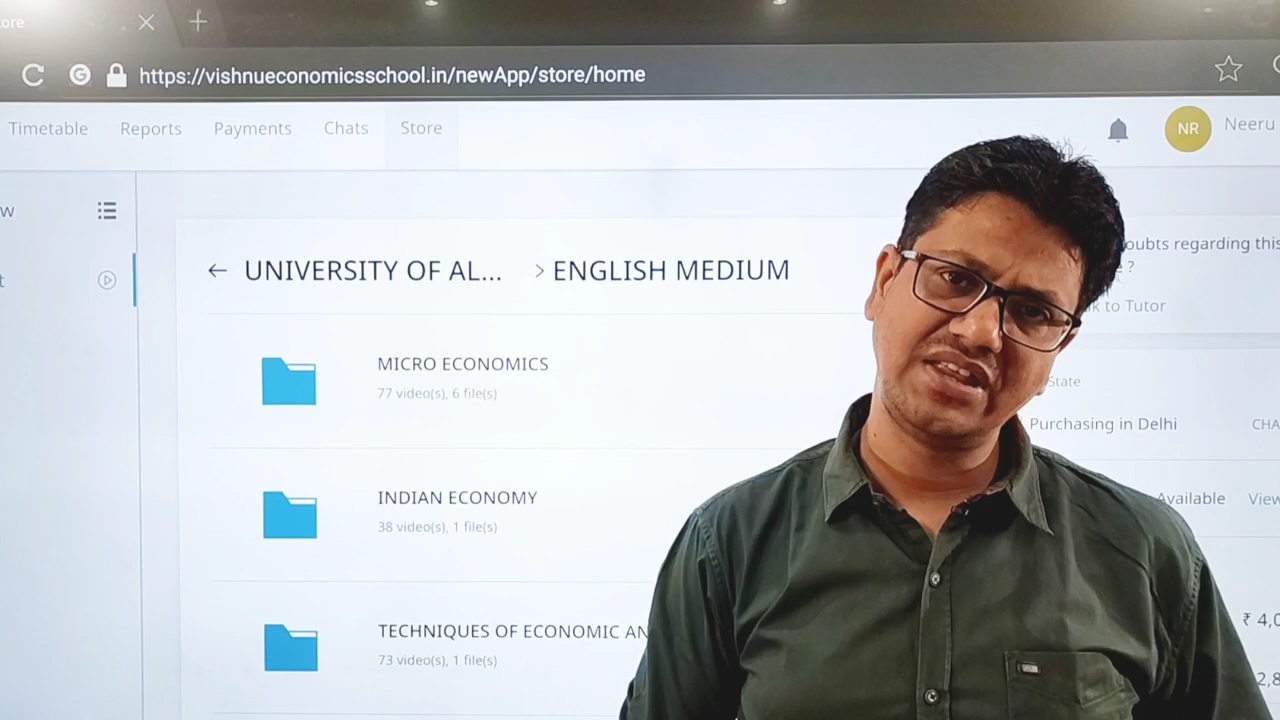 ore
https://vishnueconomicsschool.in/newApp/store/home
Timetable Reports Payments Chats Store
NR Neeru
w
t
UNIVERSITY OF AL... > ENGLISH MEDIUM
oubts regarding this
?
k to Tutor
MICRO ECONOMICS
77 video(s), 6 file(s)
State
Purchasing in Delhi CHA
INDIAN ECONOMY
38 video(s), 1 file(s)
Available View
TECHNIQUES OF ECONOMIC AN
73 video(s), 1 file(s)
₹ 4,0
2,8